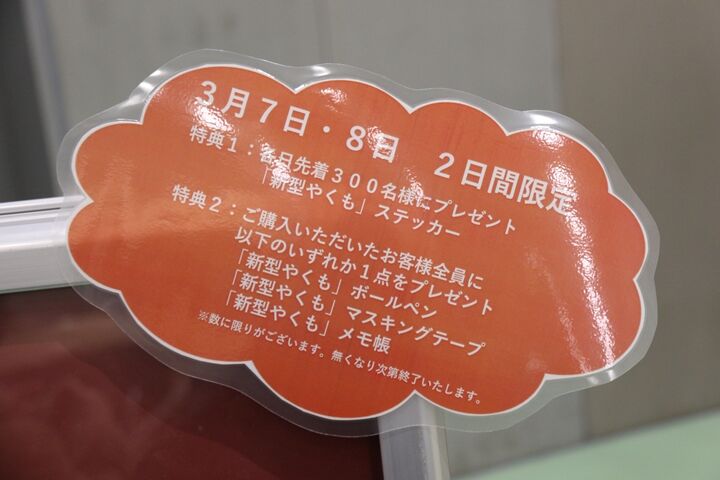 ３月７日・８日　２日間限定
特典１：各日先着３００名様にプレゼント
「新型やくも」ステッカー
特典２：ご購入いただいたお客様全員に
以下のいずれか１点をプレゼント
「新型やくも」ボールペン
「新型やくも」マスキングテープ
「新型やくも」メモ帳
※数に限りがございます。無くなり次第終了いたします。